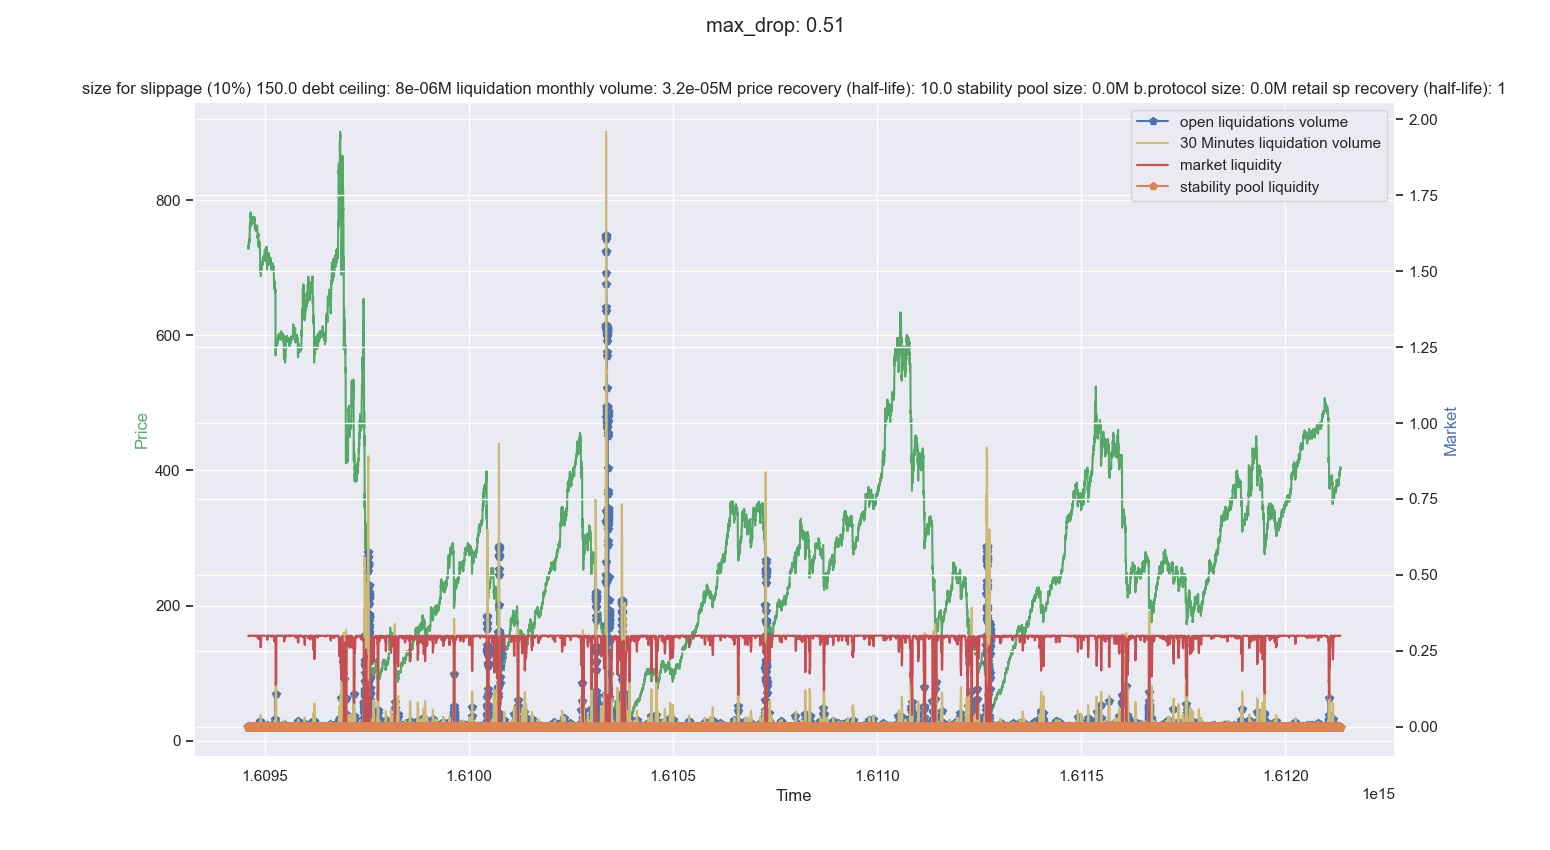 max_drop: 0.51
size for slippage (10%) 150.0 debt ceiling: 8e-06M liquidation monthly volume: 3.2e-05M price recovery (half-life): 10.0 stability pool size: 0.0M b.protocol size: 0.0M retail sp recovery (half-life): 1
open liquidations volume
30 Minutes liquidation volume
market liquidity
stability pool liquidity
Price
800
600
400
200
0
2.00
1.75
1.50
1.25
1.00
0.75
0.50
0.25
0.00
Market
1.6095 1.6100 1.6105 1.6110 1.6115 1.6120
Time
1e15